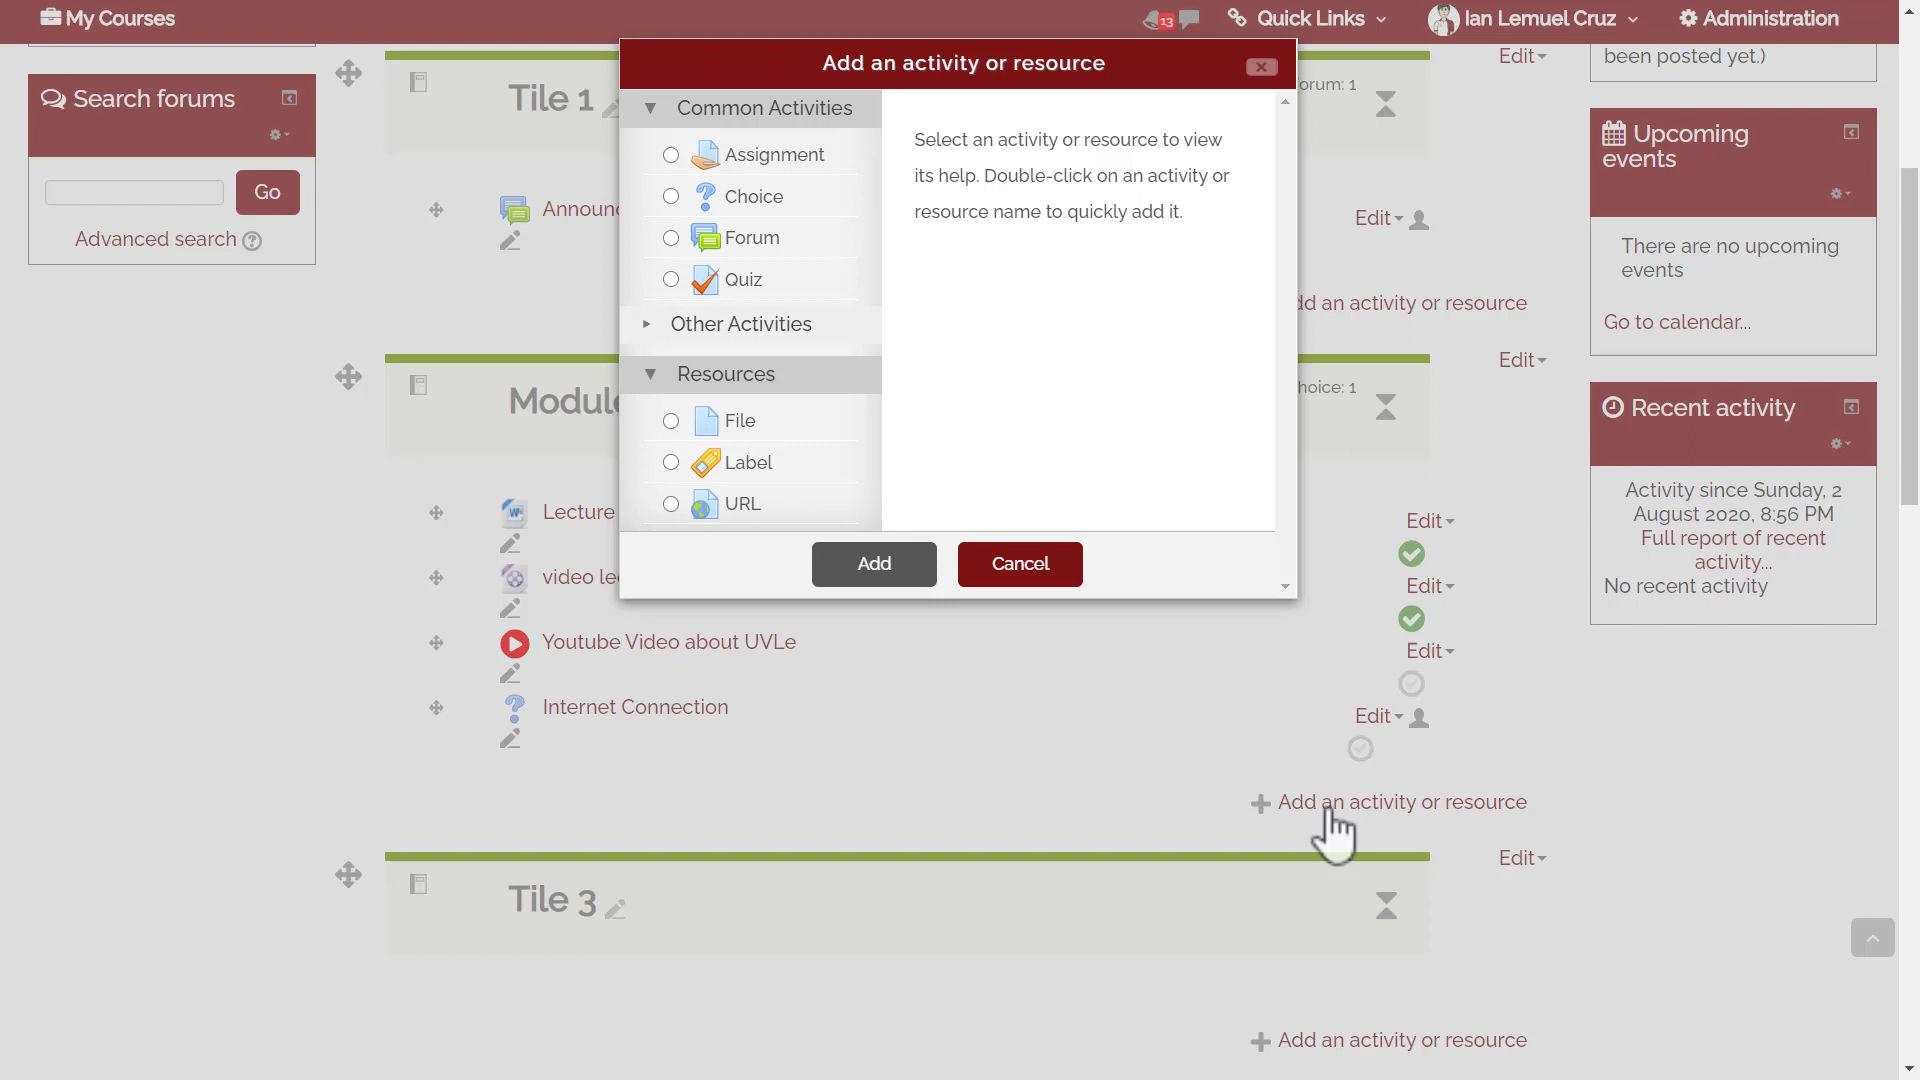 My Courses
13
Quick Links
Ian Lemuel Cruz
Administration
Search forums
Go
Advanced search
Tile 1
orum: 1
Edit
Announ
Edit
dd an activity or resource
Add an activity or resource
Common Activities
Assignment
Choice
Forum
Quiz
Other Activities
Resources
File
Label
URL
Select an activity or resource to view
its help. Double-click on an activity or
resource name to quickly add it.
Add
Cancel
Module
hoice: 1
Edit
Lecture
Edit
video le
Edit
Youtube Video about UVLe
Edit
Internet Connection
Edit
Add an activity or resource
Tile 3
Edit
Add an activity or resource
been posted yet.)
Upcoming
events
There are no upcoming
events
Go to calendar...
Recent activity
Activity since Sunday, 2
August 2020, 8:56 PM
Full report of recent
activity...
No recent activity